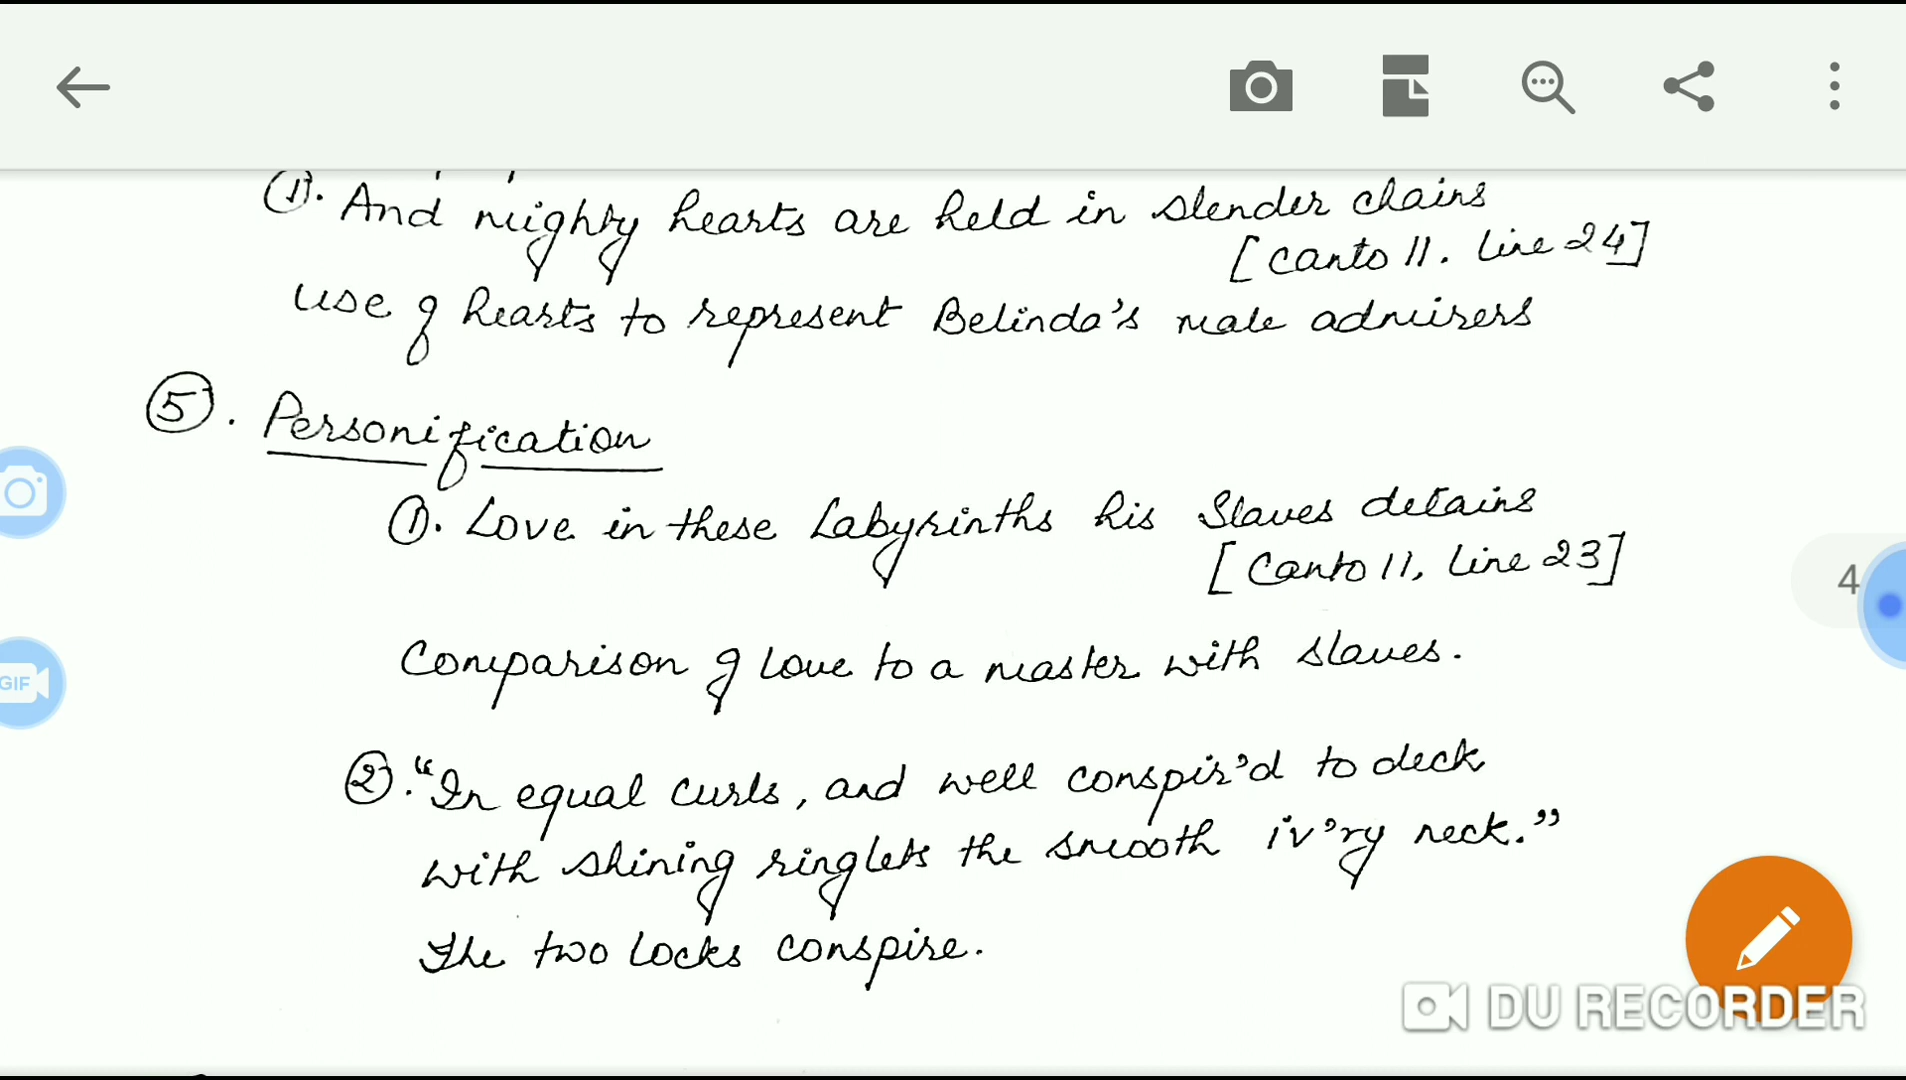 ①. And mighty hearts are held in slender chains
[Canto II. Line 24]
use of hearts to represent Belinda's male admirers
⑤. Personification
①. Love in these Labyrinths his Slaves detains
[Canto II, Line 23]
Comparison of love to a master with slaves.
②. "In equal curls, and well conspir'd to deck
with shining ringlets the smooth iv'ry neck."
The two locks conspire.
4
GIF
DU RECORDER